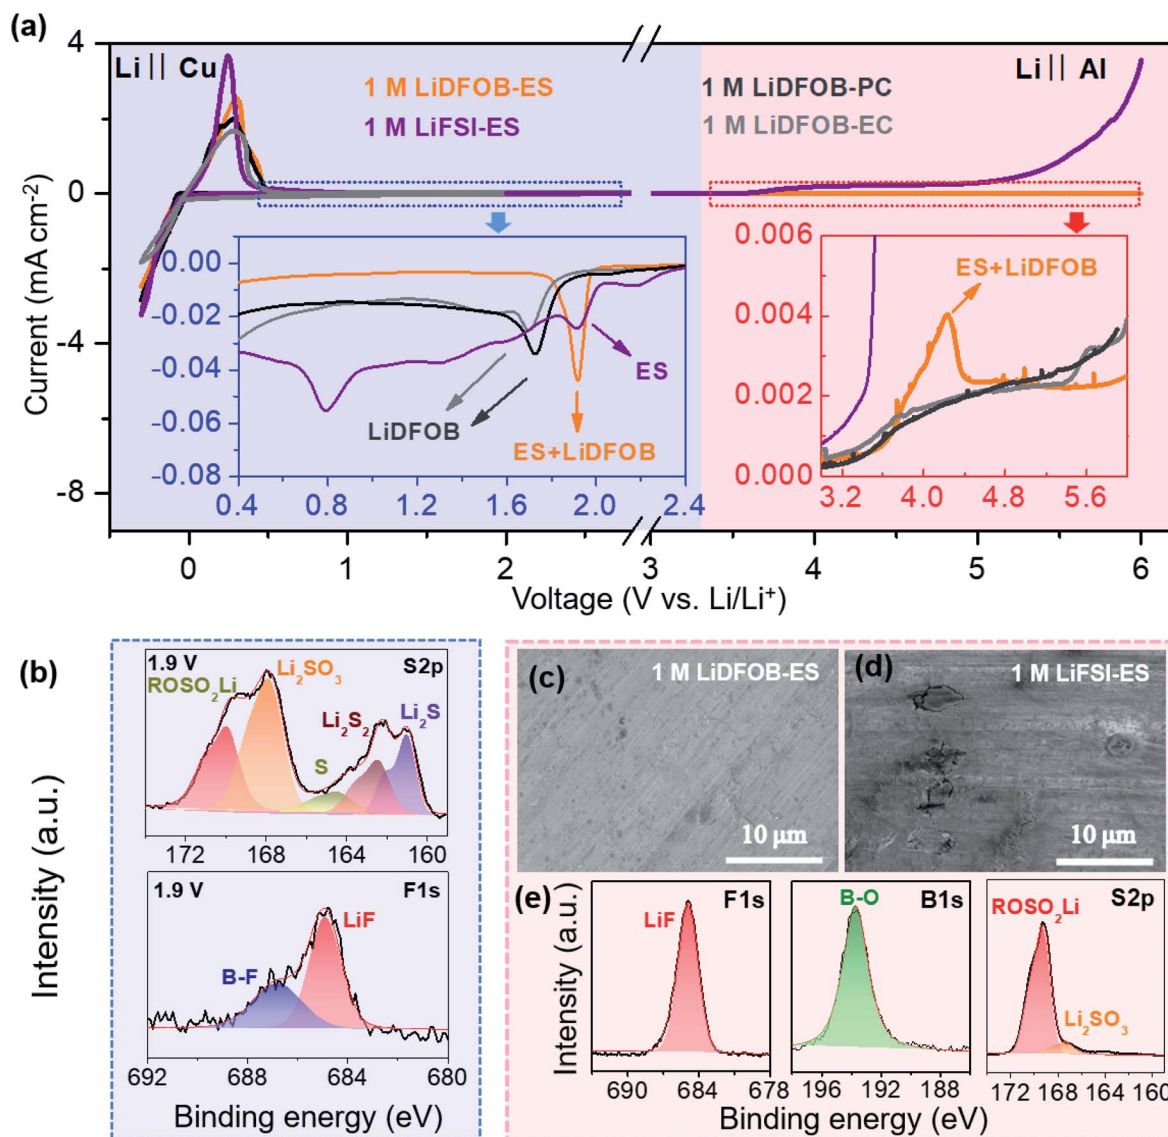 (a)
4
0
-4
-8
Current (mA cm-2)
Li || Cu
Li || Al
1 M LiDFOB-ES
1 M LiFSI-ES
1 M LiDFOB-PC
1 M LiDFOB-EC
0.00
-0.02
-0.04
-0.06
-0.08
0.4 0.8 1.2 1.6 2.0 2.4
ES
LiDFOB
ES+LiDFOB
0.006
0.004
0.002
0.000
3.2 4.0 4.8 5.6
ES+LiDFOB
0 1 2 3 4 5 6
Voltage (V vs. Li/Li+)
(b)
Intensity (a.u.)
1.9 V
S2p
ROSO2Li
Li2SO3
S
Li2S2
Li2S
172 168 164 160
1.9 V
F1s
B-F
LiF
692 688 684 680
Binding energy (eV)
(c)
1 M LiDFOB-ES
10 μm
(d)
1 M LiFSI-ES
10 μm
(e)
Intensity (a.u.)
F1s
LiF
690 684 678
B-O
B1s
196 192 188
S2p
ROSO2Li
Li2SO3
172 168 164 160
Binding energy (eV)